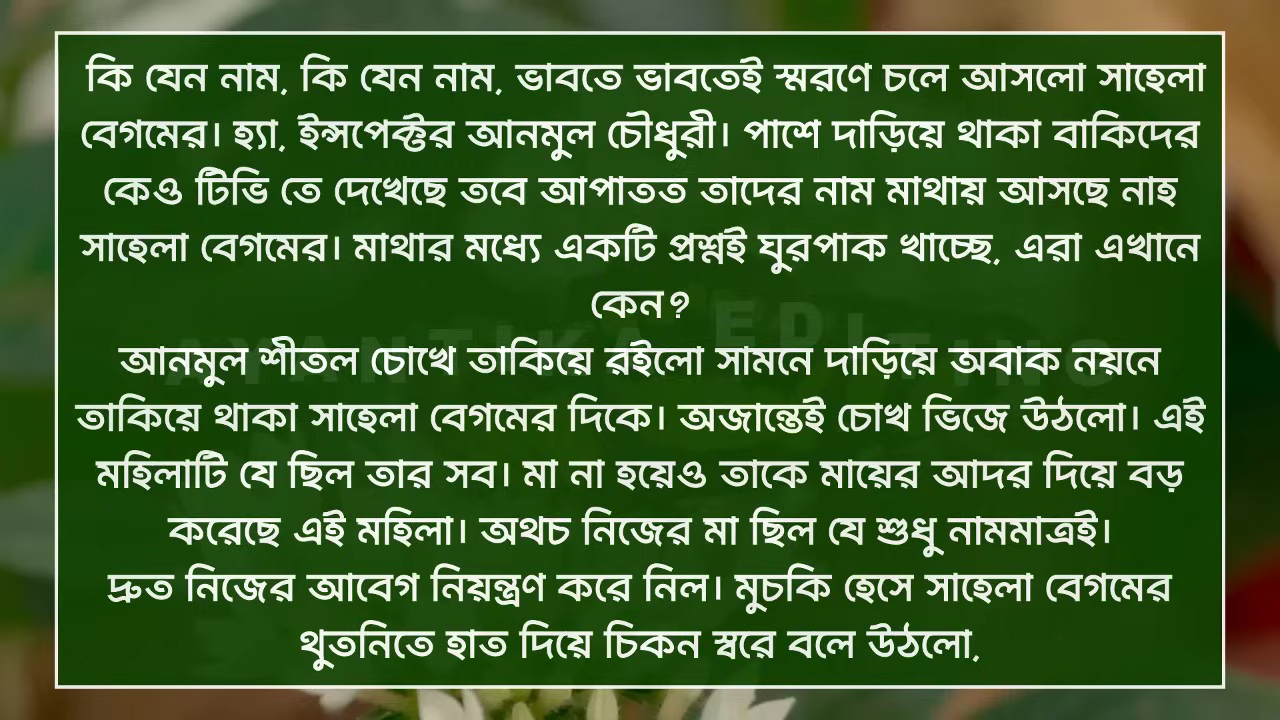 কি যেন নাম, কি যেন নাম, ভাবতে ভাবতেই স্মরণে চলে আসলো সাহেলা
বেগমের। হ্যা, ইন্সপেক্টর আনমুল চৌধুরী। পাশে দাড়িয়ে থাকা বাকিদের
কেও টিভি তে দেখেছে তবে আপাতত তাদের নাম মাথায় আসছে নাহ
সাহেলা বেগমের। মাথার মধ্যে একটি প্রশ্নই ঘুরপাক খাচ্ছে, এরা এখানে
কেন?
আনমুল শীতল চোখে তাকিয়ে রইলো সামনে দাড়িয়ে অবাক নয়নে
তাকিয়ে থাকা সাহেলা বেগমের দিকে। অজান্তেই চোখ ভিজে উঠলো। এই
মহিলাটি যে ছিল তার সব। মা না হয়েও তাকে মায়ের আদর দিয়ে বড়
করেছে এই মহিলা। অথচ নিজের মা ছিল যে শুধু নামমাত্রই।
দ্রুত নিজের আবেগ নিয়ন্ত্রণ করে নিল। মুচকি হেসে সাহেলা বেগমের
থুতনিতে হাত দিয়ে চিকন স্বরে বলে উঠলো,
AYANTIKA EDITING